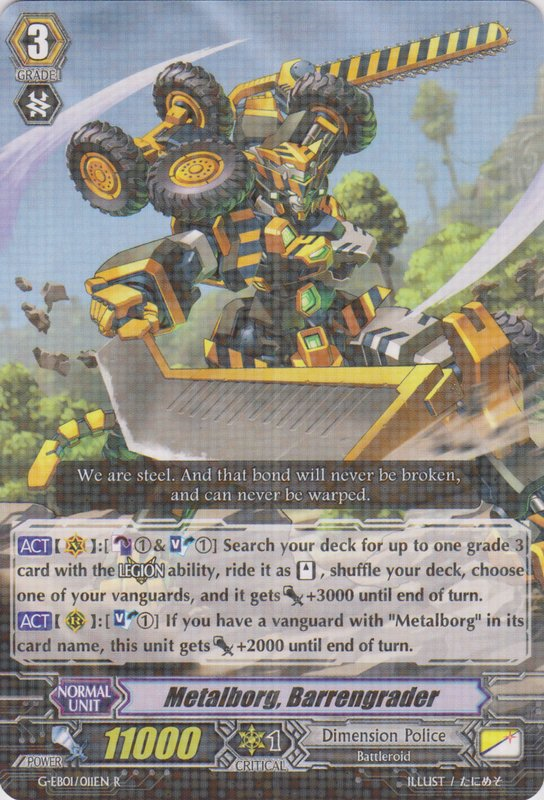 3
GRADE
We are steel. And that bond will never be broken,
and can never be warped.
ACT【V】:[①&①] Search your deck for up to one grade 3
card with the LEGION ability, ride it as , shuffle your deck, choose
one of your vanguards, and it gets +3000 until end of turn.
ACT【R】:[①] If you have a vanguard with "Metalborg" in its
card name, this unit gets +2000 until end of turn.
NORMAL
UNIT
Metalborg, Barrengrader
POWER
11000
1
CRITICAL
Dimension Police
Battleroid
G-EB01/011EN R
ILLUST / たにめそ